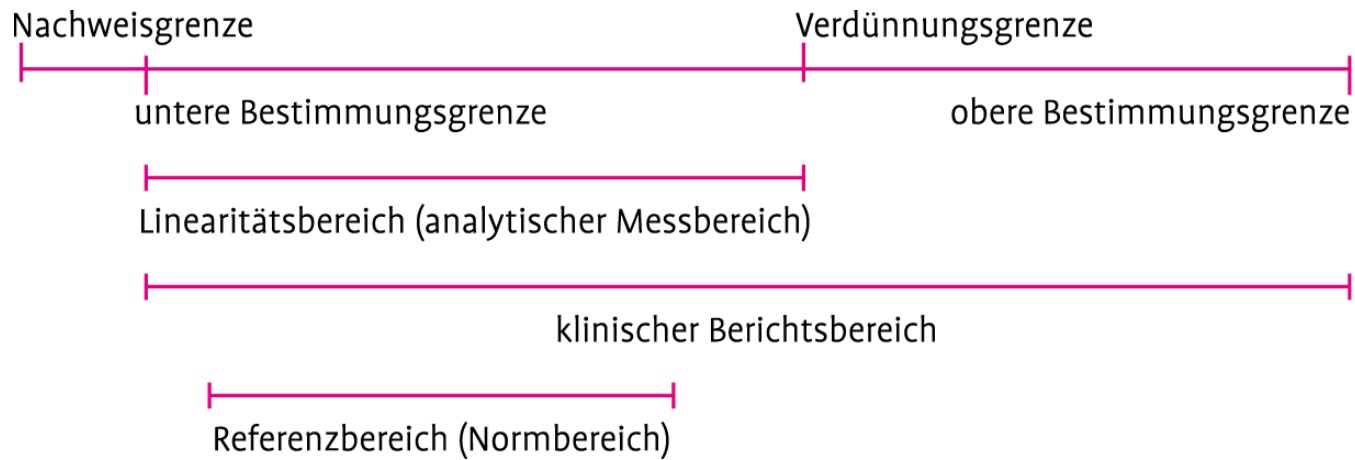 Nachweisgrenze
Verdünnungsgrenze
untere Bestimmungsgrenze
obere Bestimmungsgrenze
Linearitätsbereich (analytischer Messbereich)
klinischer Berichtsbereich
Referenzbereich (Normbereich)